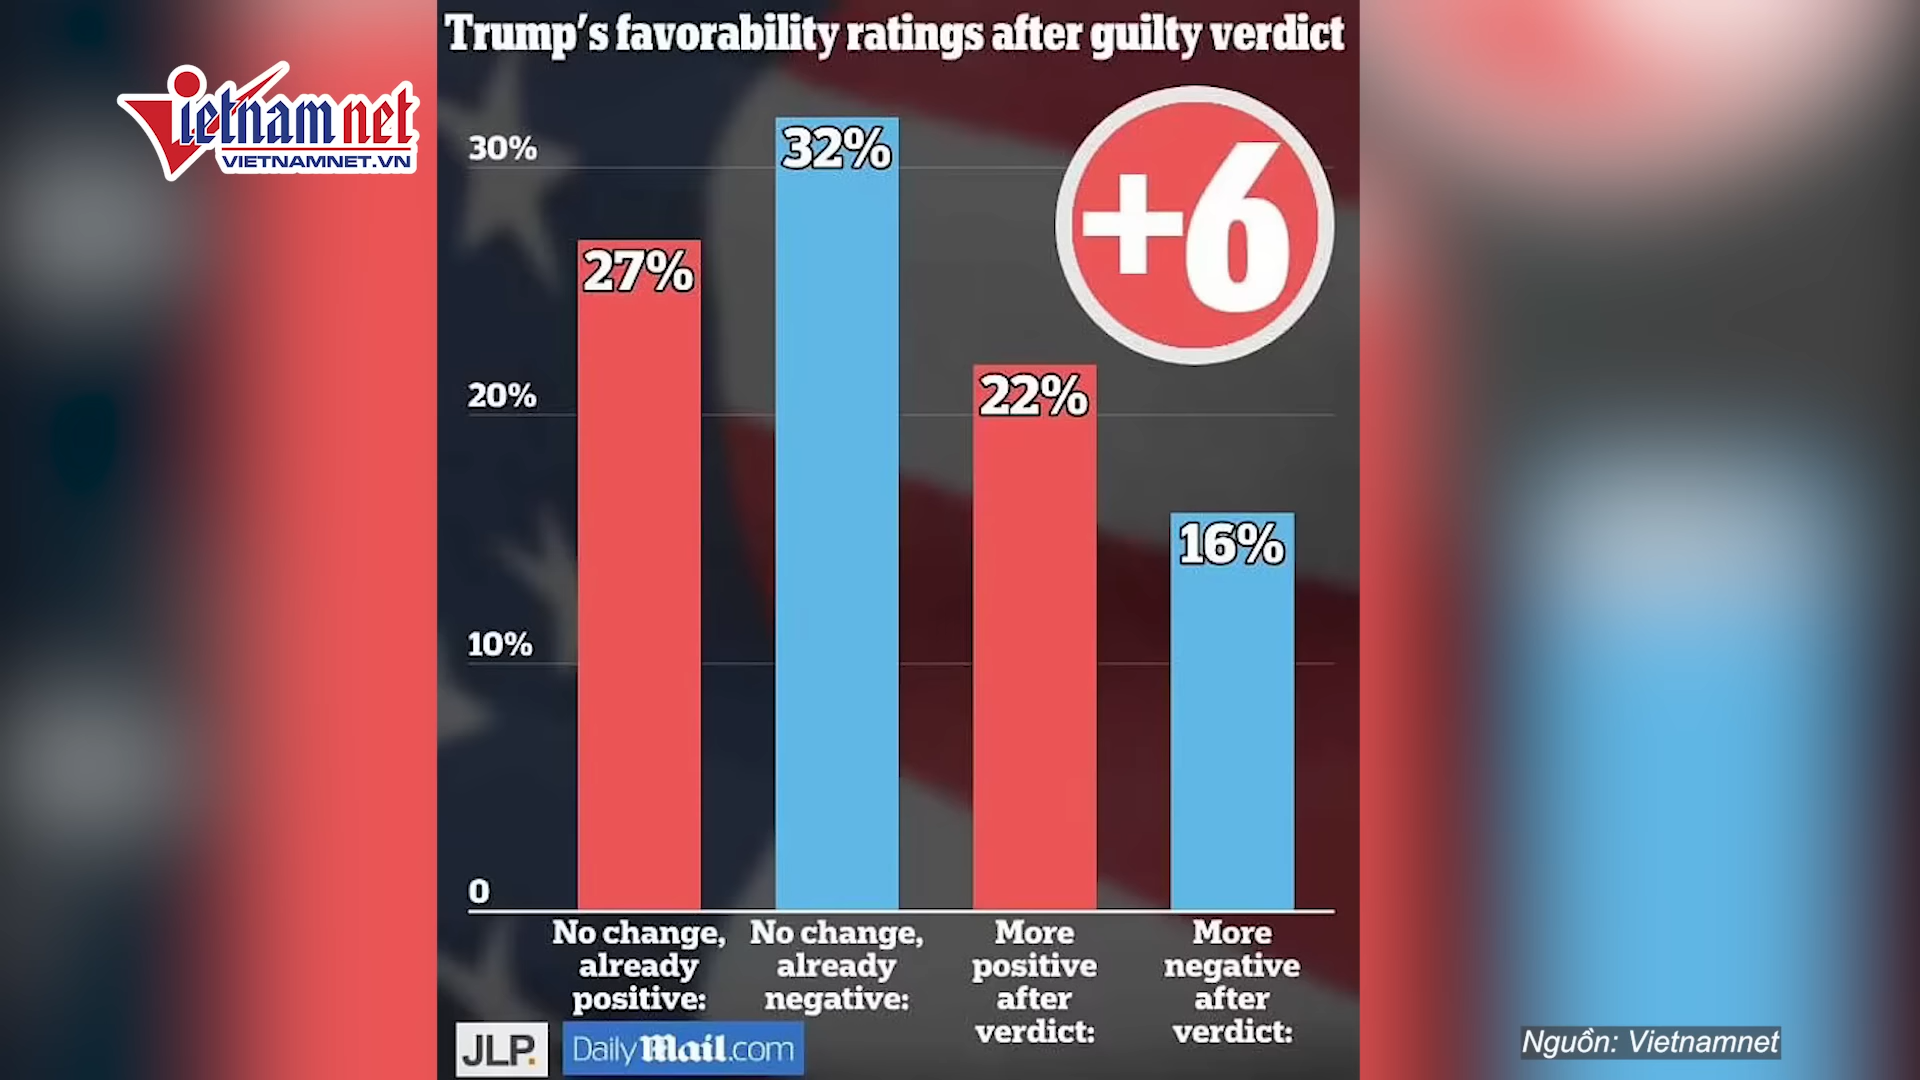 Trump's favorability ratings after guilty verdict
vietnamnet
VIETNAMNET.VN
+6
30%
20%
10%
0
27%
32%
22%
16%
No change,
already
positive:
No change,
already
negative:
More
positive
after
verdict:
More
negative
after
verdict:
JLP.
DailyMail.com
Nguồn: Vietnamnet